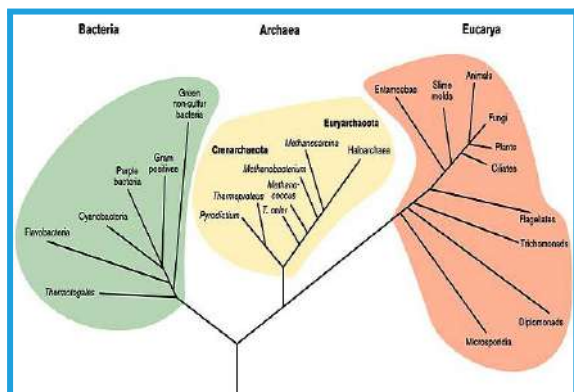 Bacteria
Archaea
Eucarya
Green
non-sulfur
bacteria
Gram
positives
Purple
bacteria
Cyanobacteria
Flavobacteria
Thermotogales
Crenarchaeota
Euryarchaeota
Methanosarcina
Methanobacterium
Halophiles
Methano-
coccus
Thermoproteus
T. celer
Pyrodictium
Entamoebae
Slime
molds
Animals
Fungi
Plants
Ciliates
Flagellates
Trichomonads
Diplomonads
Microsporidia